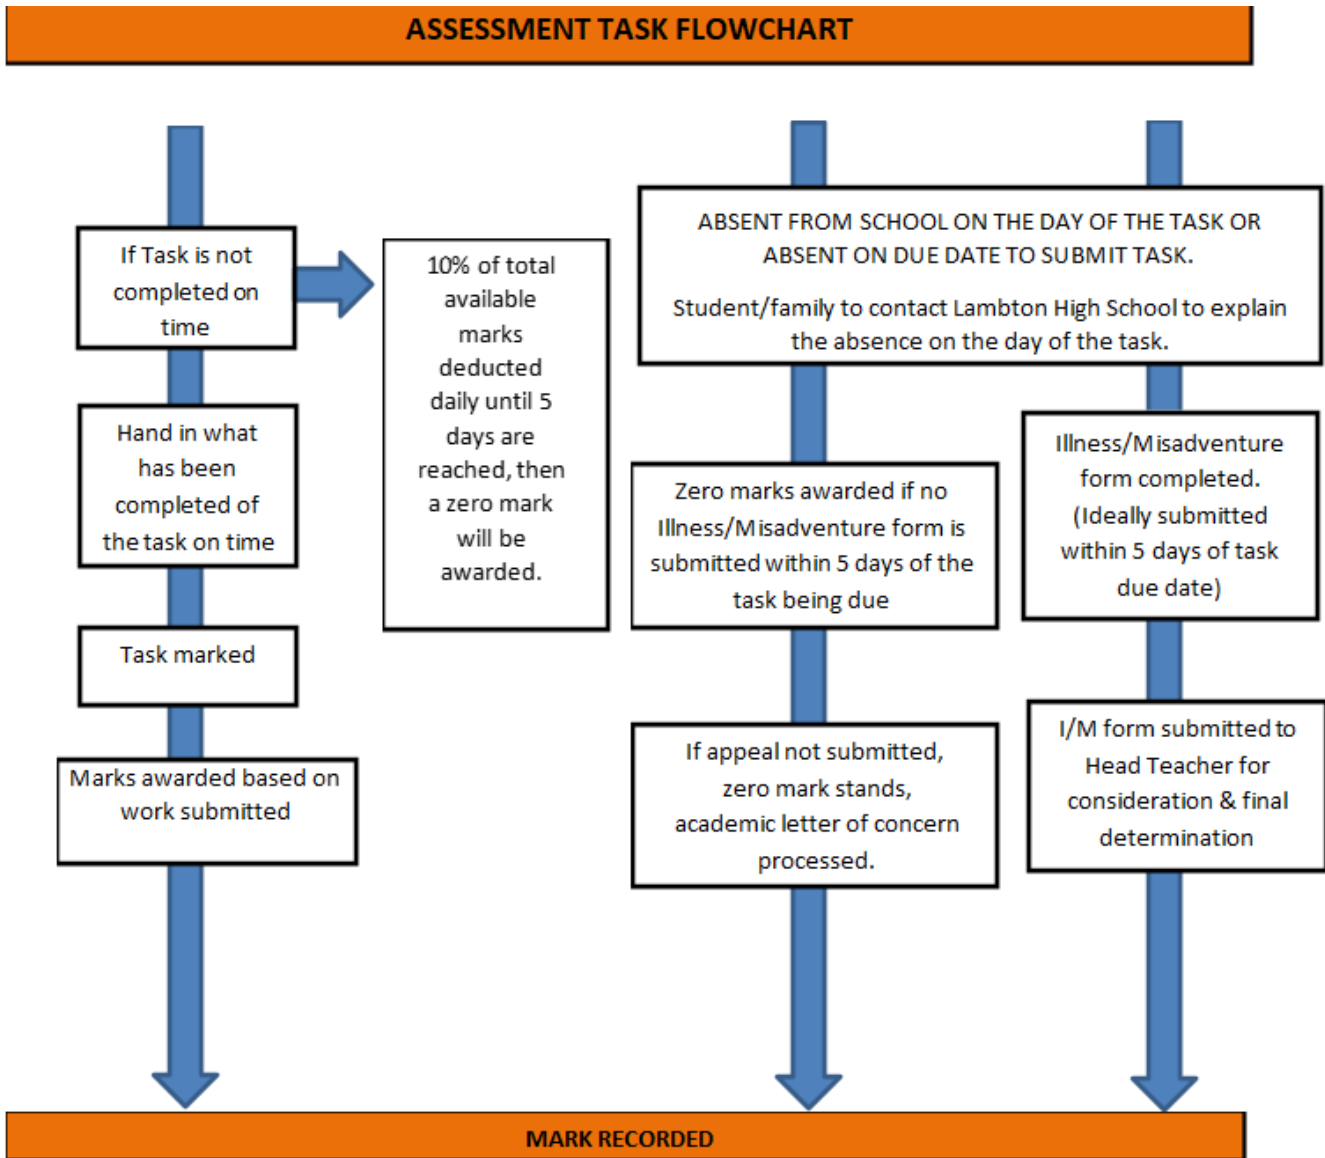 ASSESSMENT TASK FLOWCHART
If Task is not
completed on
time
10% of total
available
marks
deducted
daily until 5
days are
reached, then
a zero mark
will be
awarded.
Hand in what
has been
completed of
the task on time
Task marked
Marks awarded based on
work submitted
ABSENT FROM SCHOOL ON THE DAY OF THE TASK OR
ABSENT ON DUE DATE TO SUBMIT TASK.
Student/family to contact Lambton High School to explain
the absence on the day of the task.
Zero marks awarded if no
Illness/Misadventure form is
submitted within 5 days of the
task being due
If appeal not submitted,
zero mark stands,
academic letter of concern
processed.
Illness/Misadventure
form completed.
(Ideally submitted
within 5 days of task
due date)
I/M form submitted to
Head Teacher for
consideration & final
determination
MARK RECORDED